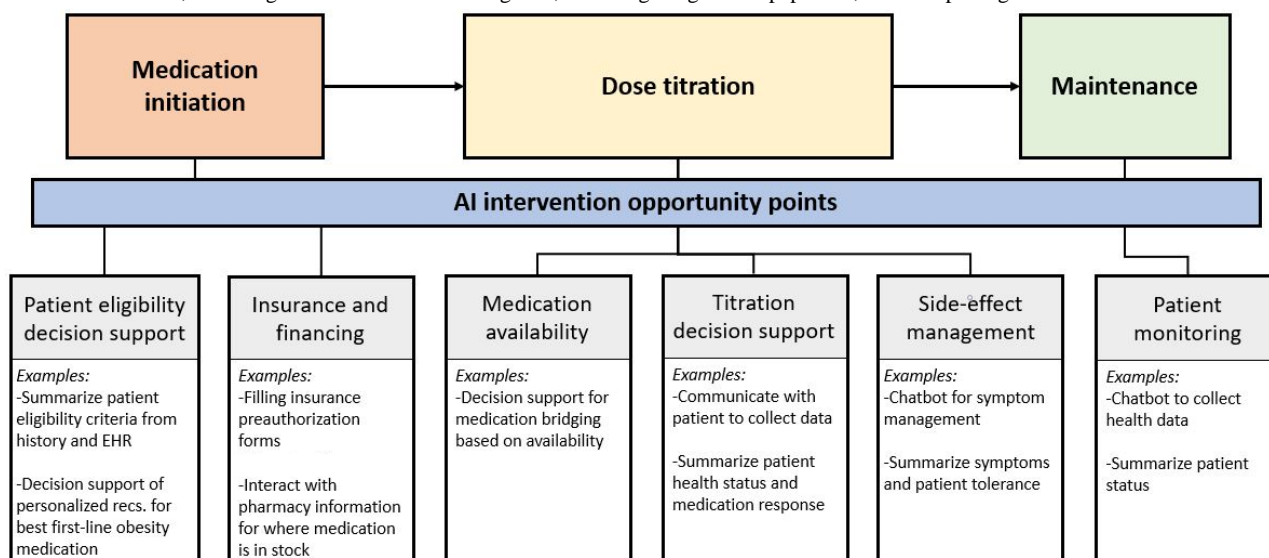 Medication
initiation
Dose titration
Maintenance
AI intervention opportunity points
Patient eligibility
decision support
Examples:
-Summarize patient
eligibility criteria from
history and EHR
-Decision support of
personalized recs. for
best first-line obesity
medication
Insurance and
financing
Examples:
-Filling insurance
preauthorization
forms
-Interact with
pharmacy information
for where medication
is in stock
Medication
availability
Examples:
-Decision support for
medication bridging
based on availability
Titration
decision support
Examples:
-Communicate with
patient to collect data
-Summarize patient
health status and
medication response
Side-effect
management
Examples:
-Chatbot for symptom
management
-Summarize symptoms
and patient tolerance
Patient
monitoring
Examples:
-Chatbot to collect
health data
-Summarize patient
status